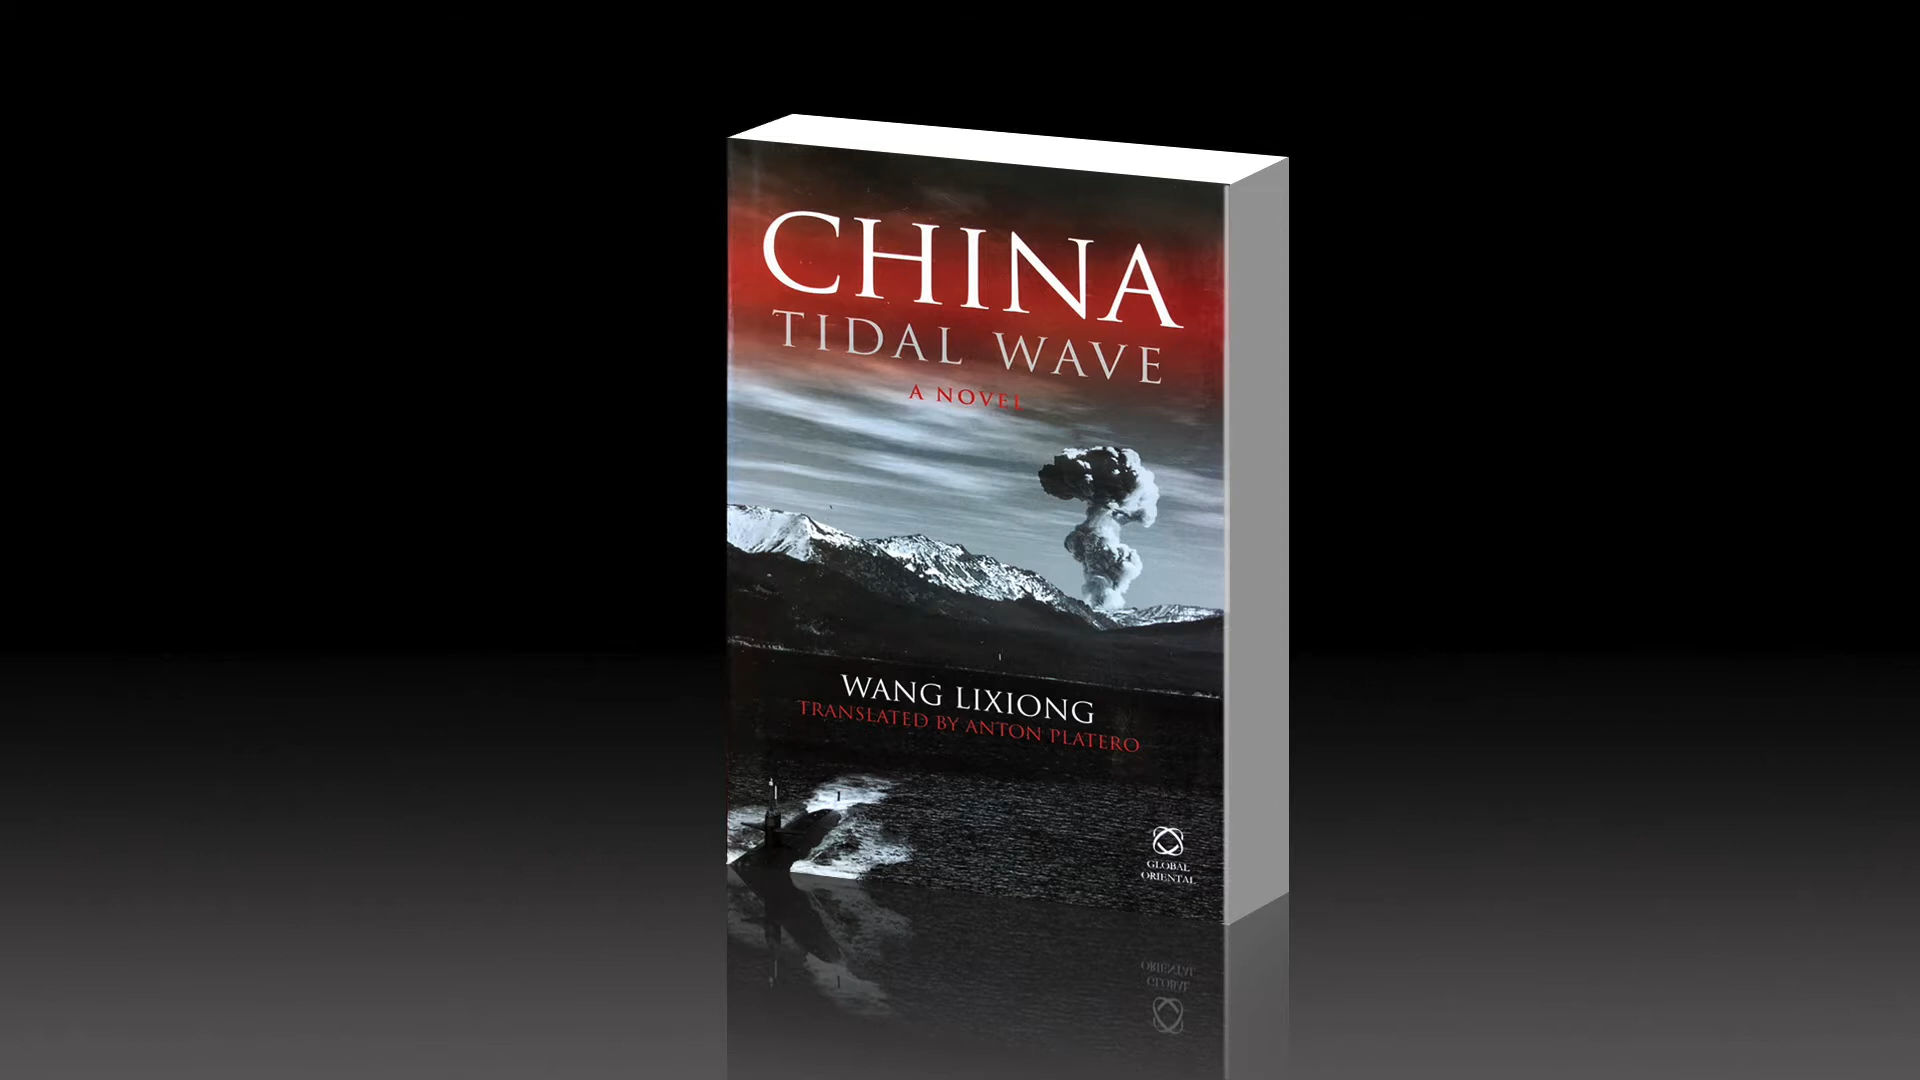 CHINA
TIDAL WAVE
A NOVEL
WANG LIXIONG
TRANSLATED BY ANTON PLATERO
GLOBAL
ORIENTAL